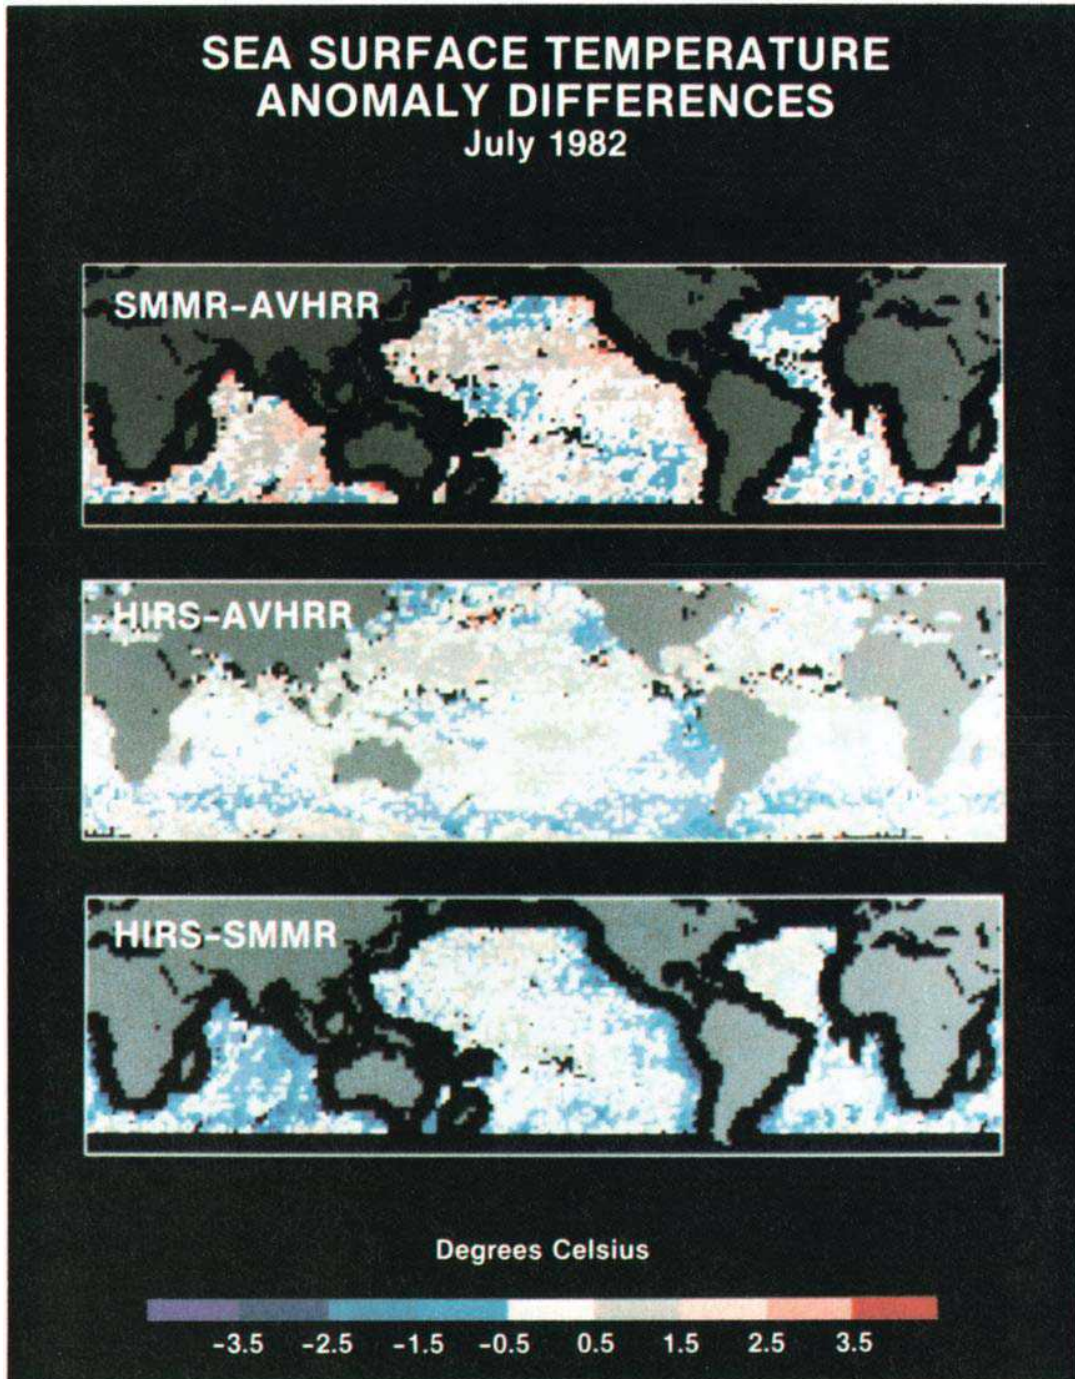 SEA SURFACE TEMPERATURE
ANOMALY DIFFERENCES
July 1982
SMMR-AVHRR
HIRS-AVHRR
HIRS-SMMR
Degrees Celsius
-3.5 -2.5 -1.5 -0.5 0.5 1.5 2.5 3.5